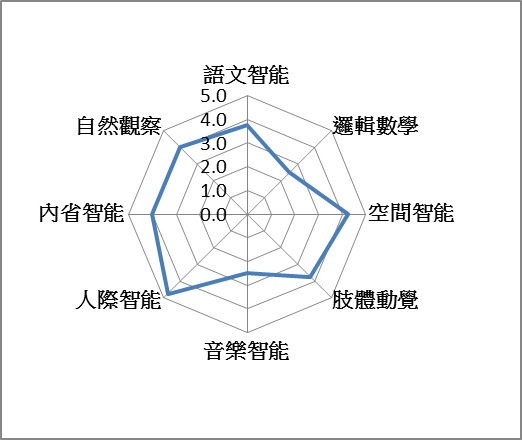 語文智能
5.0
自然觀察
4.0
邏輯數學
3.0
2.0
1.0
內省智能
0.0
空間智能
人際智能
肢體動覺
音樂智能